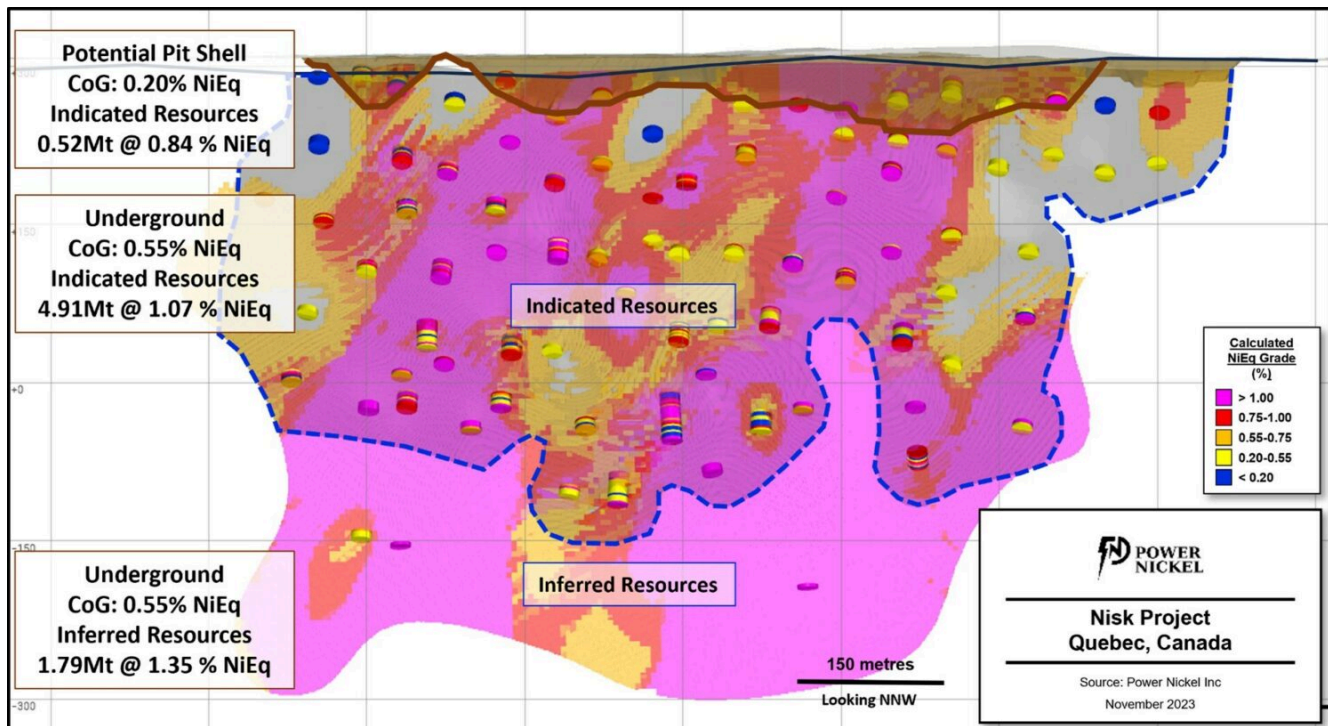 Potential Pit Shell
CoG: 0.20% NiEq
Indicated Resources
0.52Mt @ 0.84 % NiEq
+300
Underground
CoG: 0.55% NiEq
Indicated Resources
4.91Mt @ 1.07 % NiEq
+150
Indicated Resources
+0
Calculated
NiEq Grade
(%)
> 1.00
0.75-1.00
0.55-0.75
0.20-0.55
< 0.20
-150
Underground
CoG: 0.55% NiEq
Inferred Resources
1.79Mt @ 1.35 % NiEq
Inferred Resources
150 metres
Looking NNW
-300
POWER
NICKEL
Nisk Project
Quebec, Canada
Source: Power Nickel Inc
November 2023